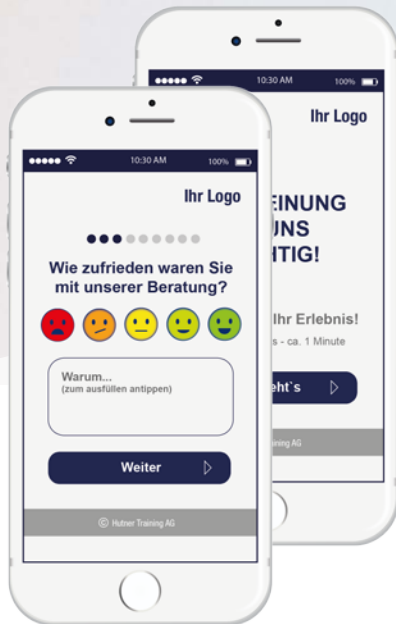 10:30 AM
100%
Ihr Logo
Wie zufrieden waren Sie
mit unserer Beratung?
Warum...
(zum ausfüllen antippen)
Weiter
© Hutner Training AG
10:30 AM
100%
Ihr Logo
EINUNG
UNS
HTIG!
Ihr Erlebnis!
s - ca. 1 Minute
eht`s
ining AG